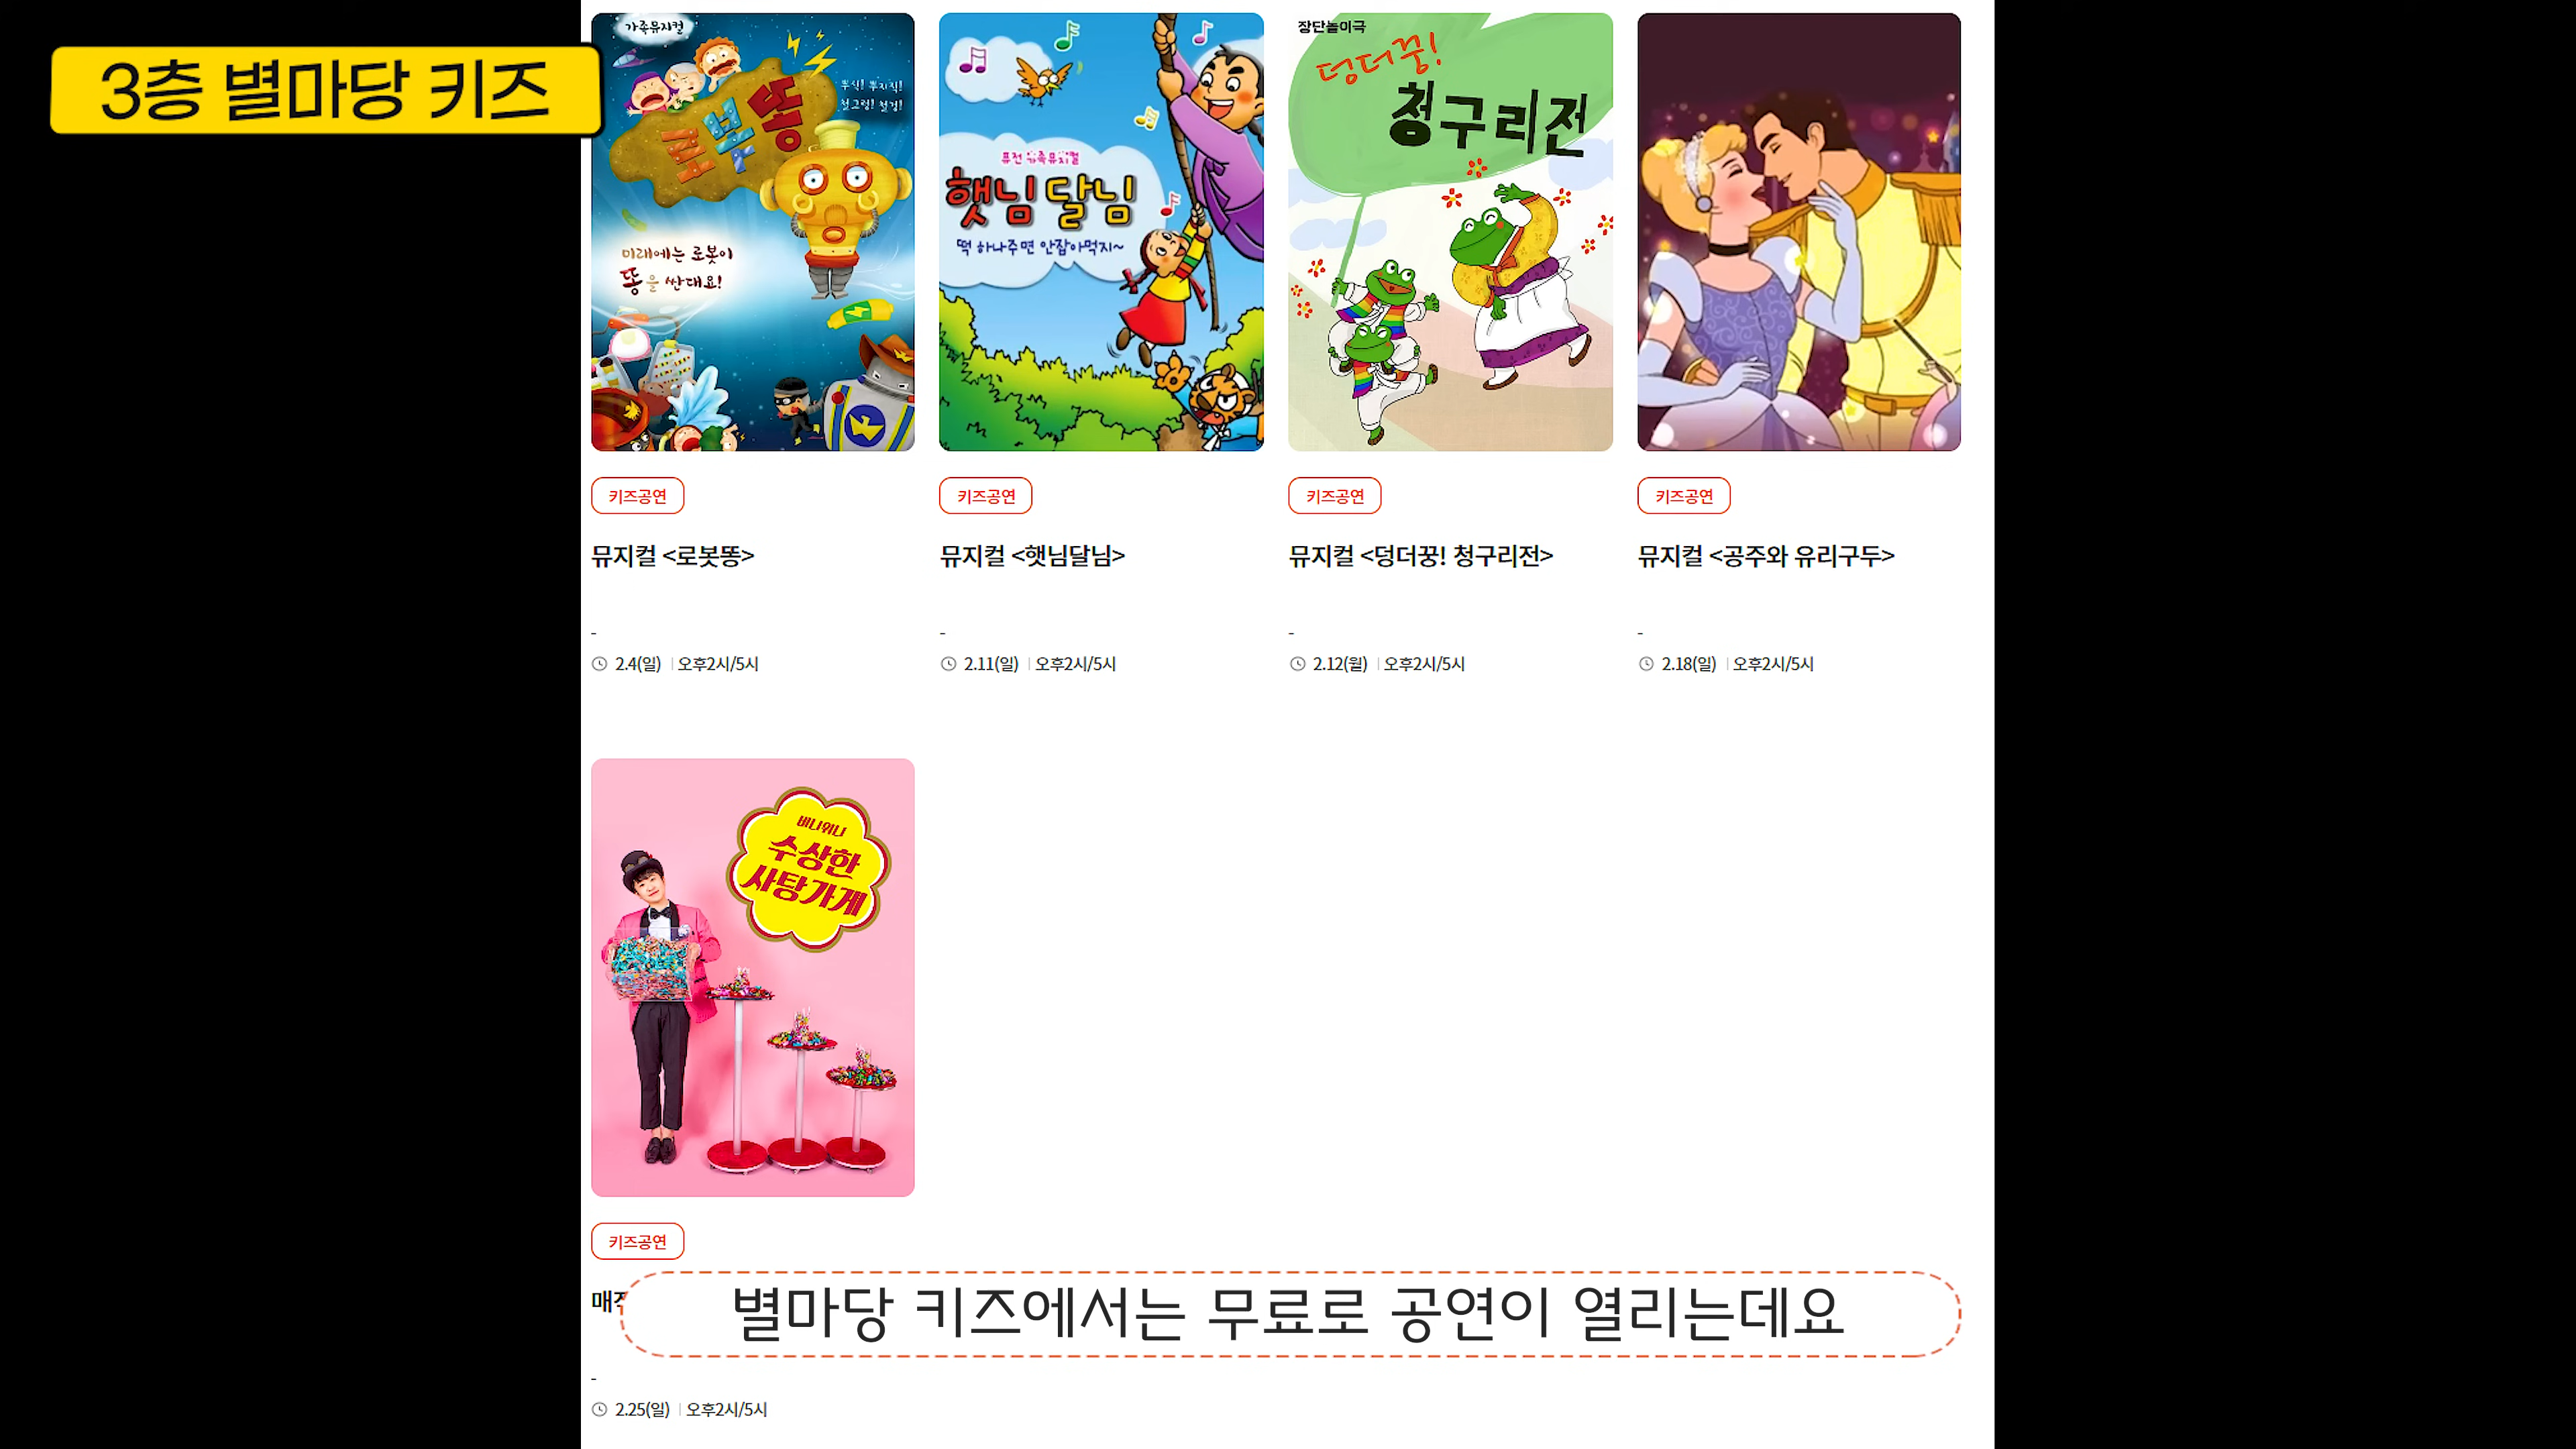 3층 별마당 키즈
가족뮤지컬
로봇똥
미래에는 로봇이
똥을 싼대요!
퓨전 가족뮤지컬
햇님달님
떡 하나주면 안잡아먹지~
장단놀이극
덩더꿍!
청구리전
키즈공연
키즈공연
키즈공연
키즈공연
뮤지컬 <로봇똥>
뮤지컬 <햇님달님>
뮤지컬 <덩더꿍! 청구리전>
뮤지컬 <공주와 유리구두>
-
-
-
-
2.4(일) | 오후2시/5시
2.11(일) | 오후2시/5시
2.12(월) | 오후2시/5시
2.18(일) | 오후2시/5시
수상한
사탕가게
키즈공연
별마당 키즈에서는 무료로 공연이 열리는데요
-
2.25(일) | 오후2시/5시